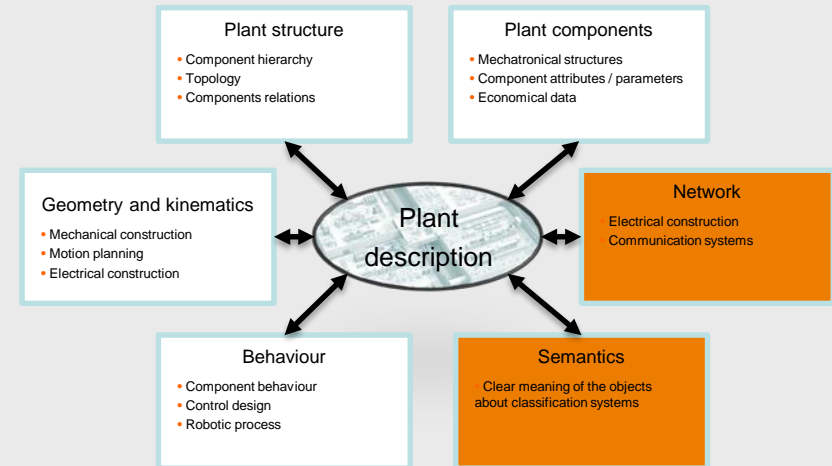 Plant structure
• Component hierarchy
• Topology
• Components relations
Plant components
• Mechatronical structures
• Component attributes / parameters
• Economical data
Geometry and kinematics
• Mechanical construction
• Motion planning
• Electrical construction
Plant
description
Network
• Electrical construction
• Communication systems
Behaviour
• Component behaviour
• Control design
• Robotic process
Semantics
• Clear meaning of the objects
about classification systems